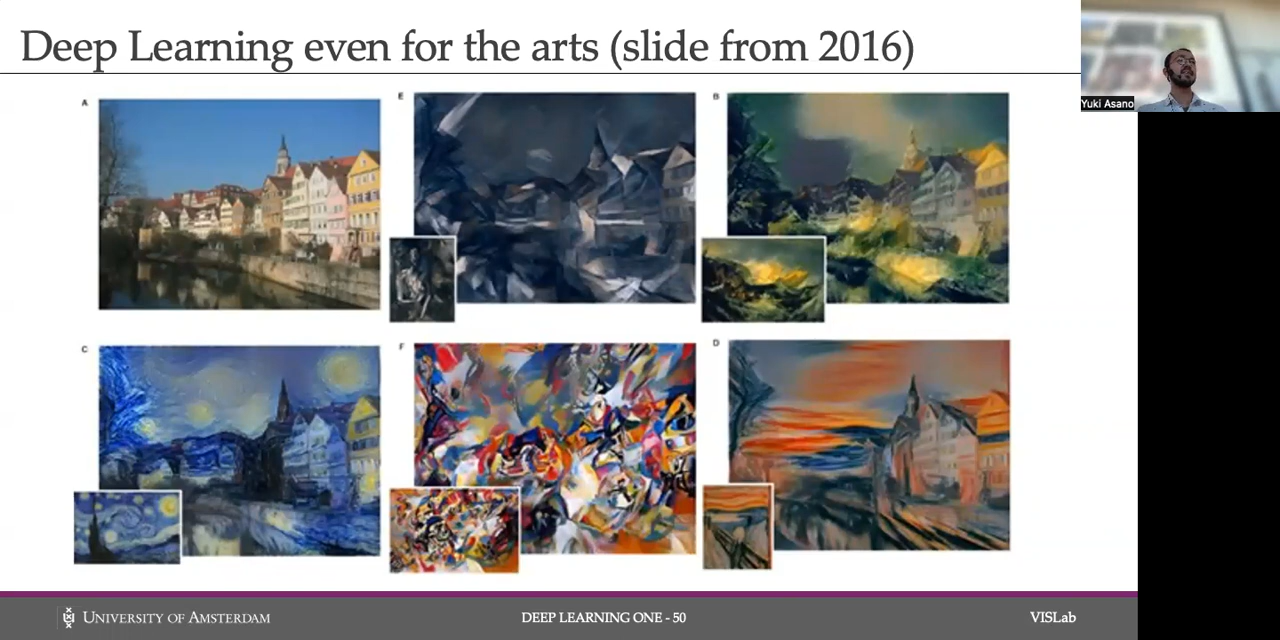 Deep Learning even for the arts (slide from 2016)
Yuki Asano
A
E
B
C
F
D
UNIVERSITY OF AMSTERDAM
DEEP LEARNING ONE - 50
VISLab